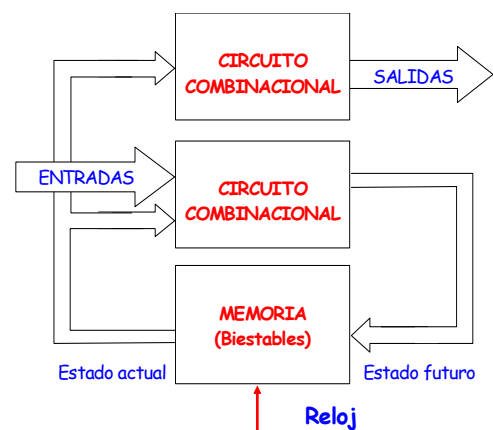 CIRCUITO
COMBINACIONAL
SALIDAS
ENTRADAS
CIRCUITO
COMBINACIONAL
MEMORIA
(Biestables)
Estado actual
Estado futuro
Reloj